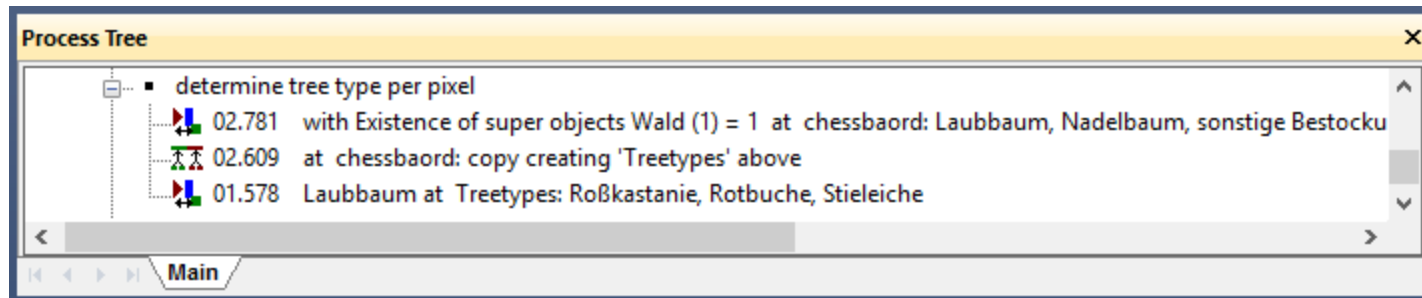 Process Tree
determine tree type per pixel
02.781 with Existence of super objects Wald (1) = 1 at chessbaord: Laubbaum, Nadelbaum, sonstige Bestocku
02.609 at chessbaord: copy creating 'Treetypes' above
01.578 Laubbaum at Treetypes: Roßkastanie, Rotbuche, Stieleiche
Main